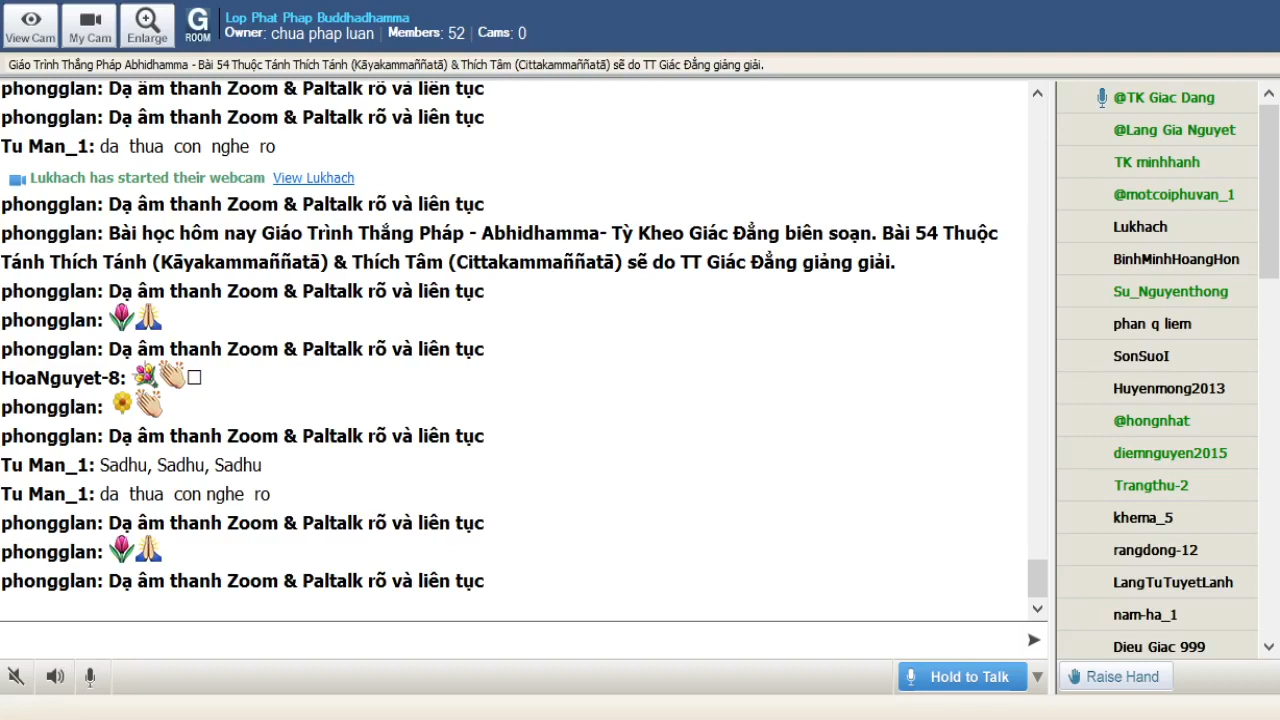 View Cam
My Cam
Enlarge
G
ROOM
Lop Phat Phap Buddhadhamma
Owner: chua phap luan | Members: 52 | Cams: 0
Giáo Trình Thắng Pháp Abhidhamma - Bài 54 Thuộc Tánh Thích Tánh (Kāyakammaññatā) & Thích Tâm (Cittakammaññatā) sẽ do TT Giác Đẳng giảng giải.
phongglan: Dạ âm thanh Zoom & Paltalk rõ và liên tục
phongglan: Dạ âm thanh Zoom & Paltalk rõ và liên tục
Tu Man_1: da thua con nghe ro
Lukhach has started their webcam View Lukhach
phongglan: Dạ âm thanh Zoom & Paltalk rõ và liên tục
phongglan: Bài học hôm nay Giáo Trình Thắng Pháp - Abhidhamma- Tỳ Kheo Giác Đẳng biên soạn. Bài 54 Thuộc
Tánh Thích Tánh (Kāyakammaññatā) & Thích Tâm (Cittakammaññatā) sẽ do TT Giác Đẳng giảng giải.
phongglan: Dạ âm thanh Zoom & Paltalk rõ và liên tục
phongglan: 🌷🙏
phongglan: Dạ âm thanh Zoom & Paltalk rõ và liên tục
HoaNguyet-8: 💐👏□
phongglan: 🌼👏
phongglan: Dạ âm thanh Zoom & Paltalk rõ và liên tục
Tu Man_1: Sadhu, Sadhu, Sadhu
Tu Man_1: da thua con nghe ro
phongglan: Dạ âm thanh Zoom & Paltalk rõ và liên tục
phongglan: 🌷🙏
phongglan: Dạ âm thanh Zoom & Paltalk rõ và liên tục
@TK Giac Dang
@Lang Gia Nguyet
TK minhhanh
@motcoiphuvan_1
Lukhach
BinhMinhHoangHon
Su_Nguyenthong
phan q liem
SonSuoI
Huyenmong2013
@hongnhat
diemnguyen2015
Trangthu-2
khema_5
rangdong-12
LangTuTuyetLanh
nam-ha_1
Dieu Giac 999
Hold to Talk
Raise Hand